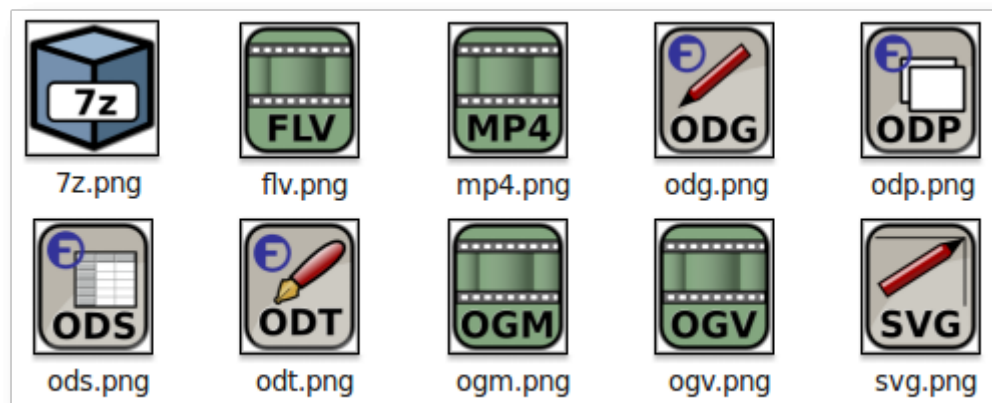 7z FLV MP4 ODG ODP
7z.png flv.png mp4.png odg.png odp.png
ODS ODT OGM OGV SVG
ods.png odt.png ogm.png ogv.png svg.png